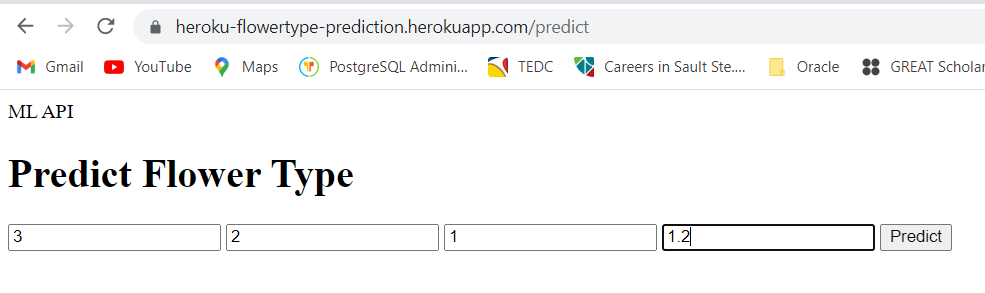 heroku-flowertype-prediction.herokuapp.com/predict
Gmail YouTube Maps PostgreSQL Admini... TEDC Careers in Sault Ste.... Oracle GREAT Scholar
ML API
Predict Flower Type
3 2 1 1.2 Predict